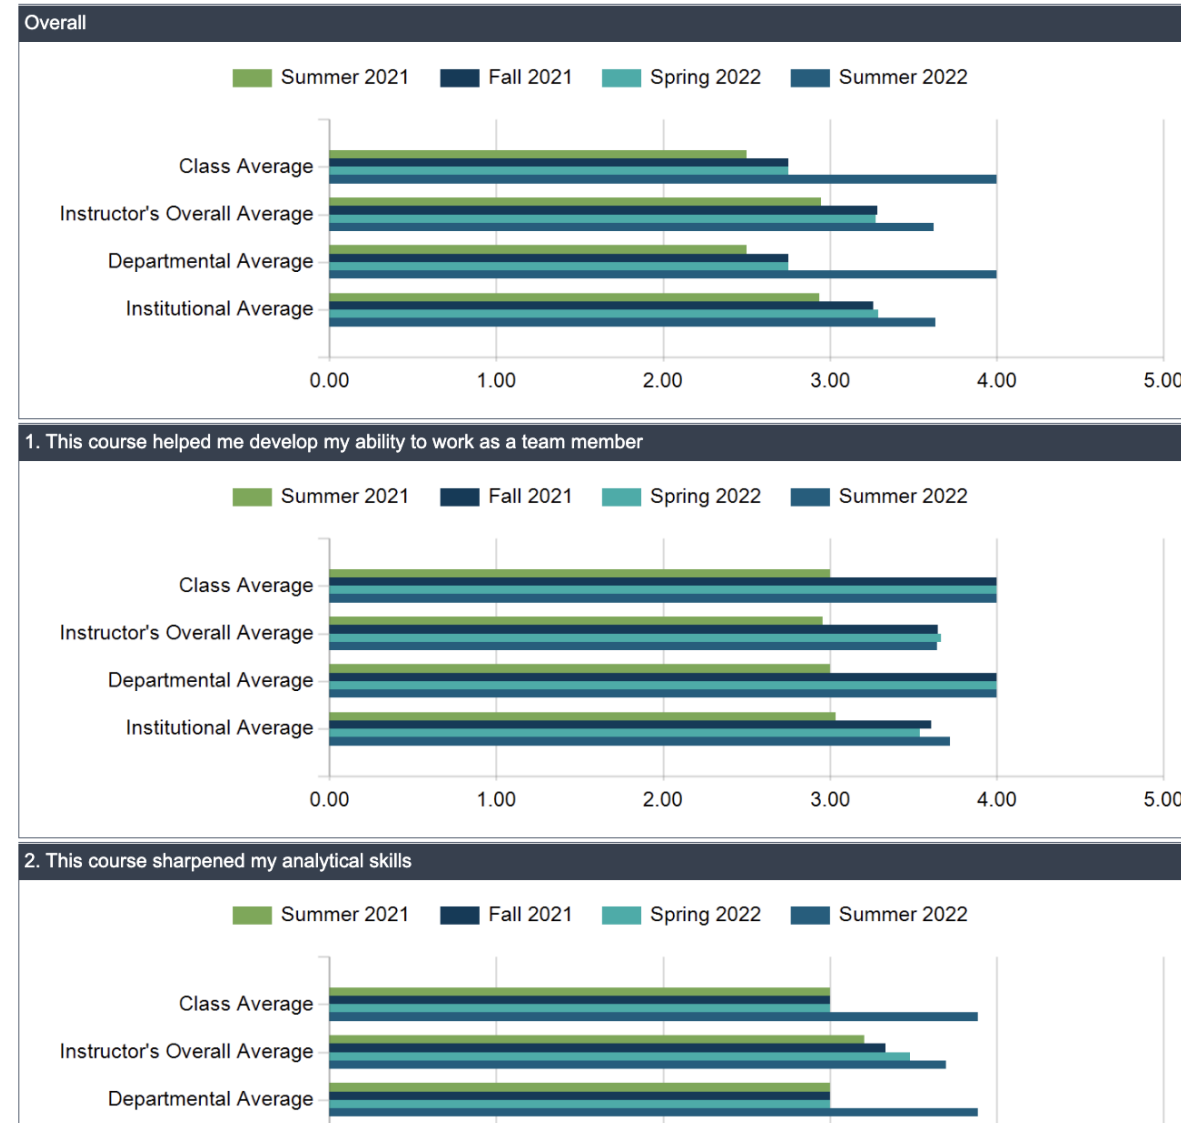 Overall
Summer 2021 Fall 2021 Spring 2022 Summer 2022
Class Average
Instructor's Overall Average
Departmental Average
Institutional Average
0.00 1.00 2.00 3.00 4.00 5.00
1. This course helped me develop my ability to work as a team member
Summer 2021 Fall 2021 Spring 2022 Summer 2022
Class Average
Instructor's Overall Average
Departmental Average
Institutional Average
0.00 1.00 2.00 3.00 4.00 5.00
2. This course sharpened my analytical skills
Summer 2021 Fall 2021 Spring 2022 Summer 2022
Class Average
Instructor's Overall Average
Departmental Average